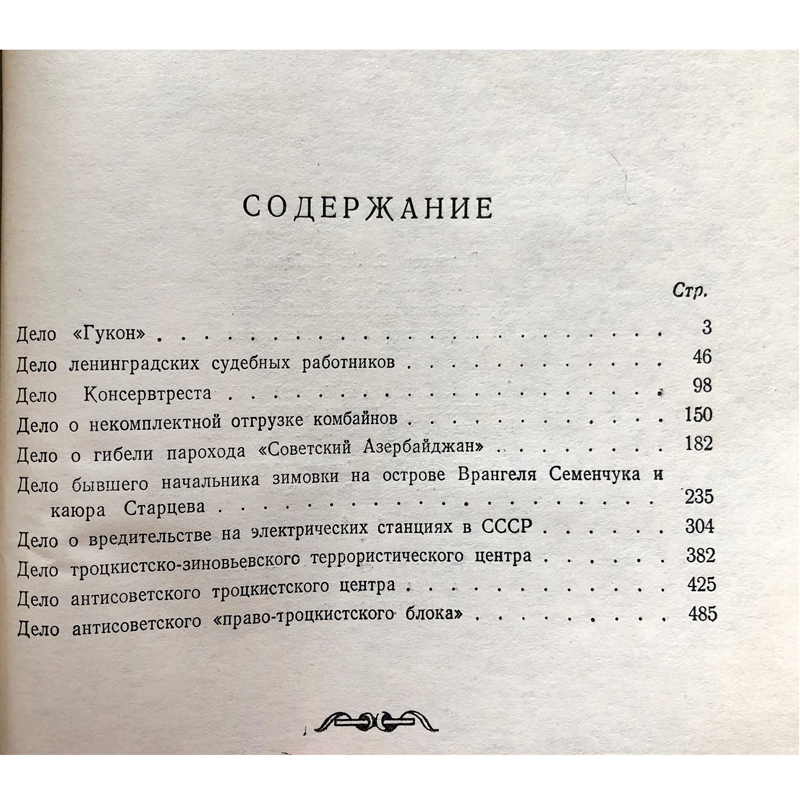 СОДЕРЖАНИЕ
Стр.
Дело «Гукон» . . . . . . . . . . . . . . . . . . . 3
Дело ленинградских судебных работников . . . . . . . . . 46
Дело Консервтреста . . . . . . . . . . . . . . . . 98
Дело о некомплектной отгрузке комбайнов . . . . . . . . . 150
Дело о гибели парохода «Советский Азербайджан» . . . . . . 182
Дело бывшего начальника зимовки на острове Врангеля Семенчука и
каюра Старцева . . . . . . . . . . . . . . . . . 235
Дело о вредительстве на электрических станциях в СССР . . . . 304
Дело троцкистско-зиновьевского террористического центра . . . . 382
Дело антисоветского троцкистского центра . . . . . . . . . 425
Дело антисоветского «право-троцкистского блока» . . . . . . . 485